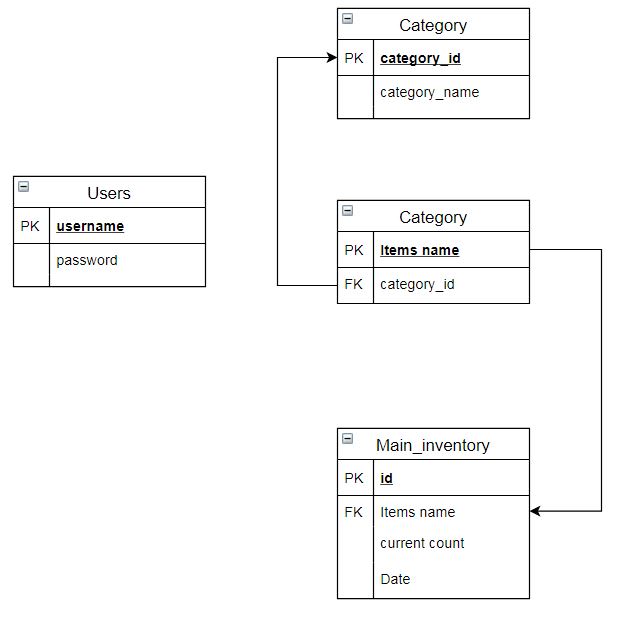 Category
PK category_id
category_name
Users
PK username
password
Category
PK Items name
FK category_id
Main_inventory
PK id
FK Items name
current count
Date